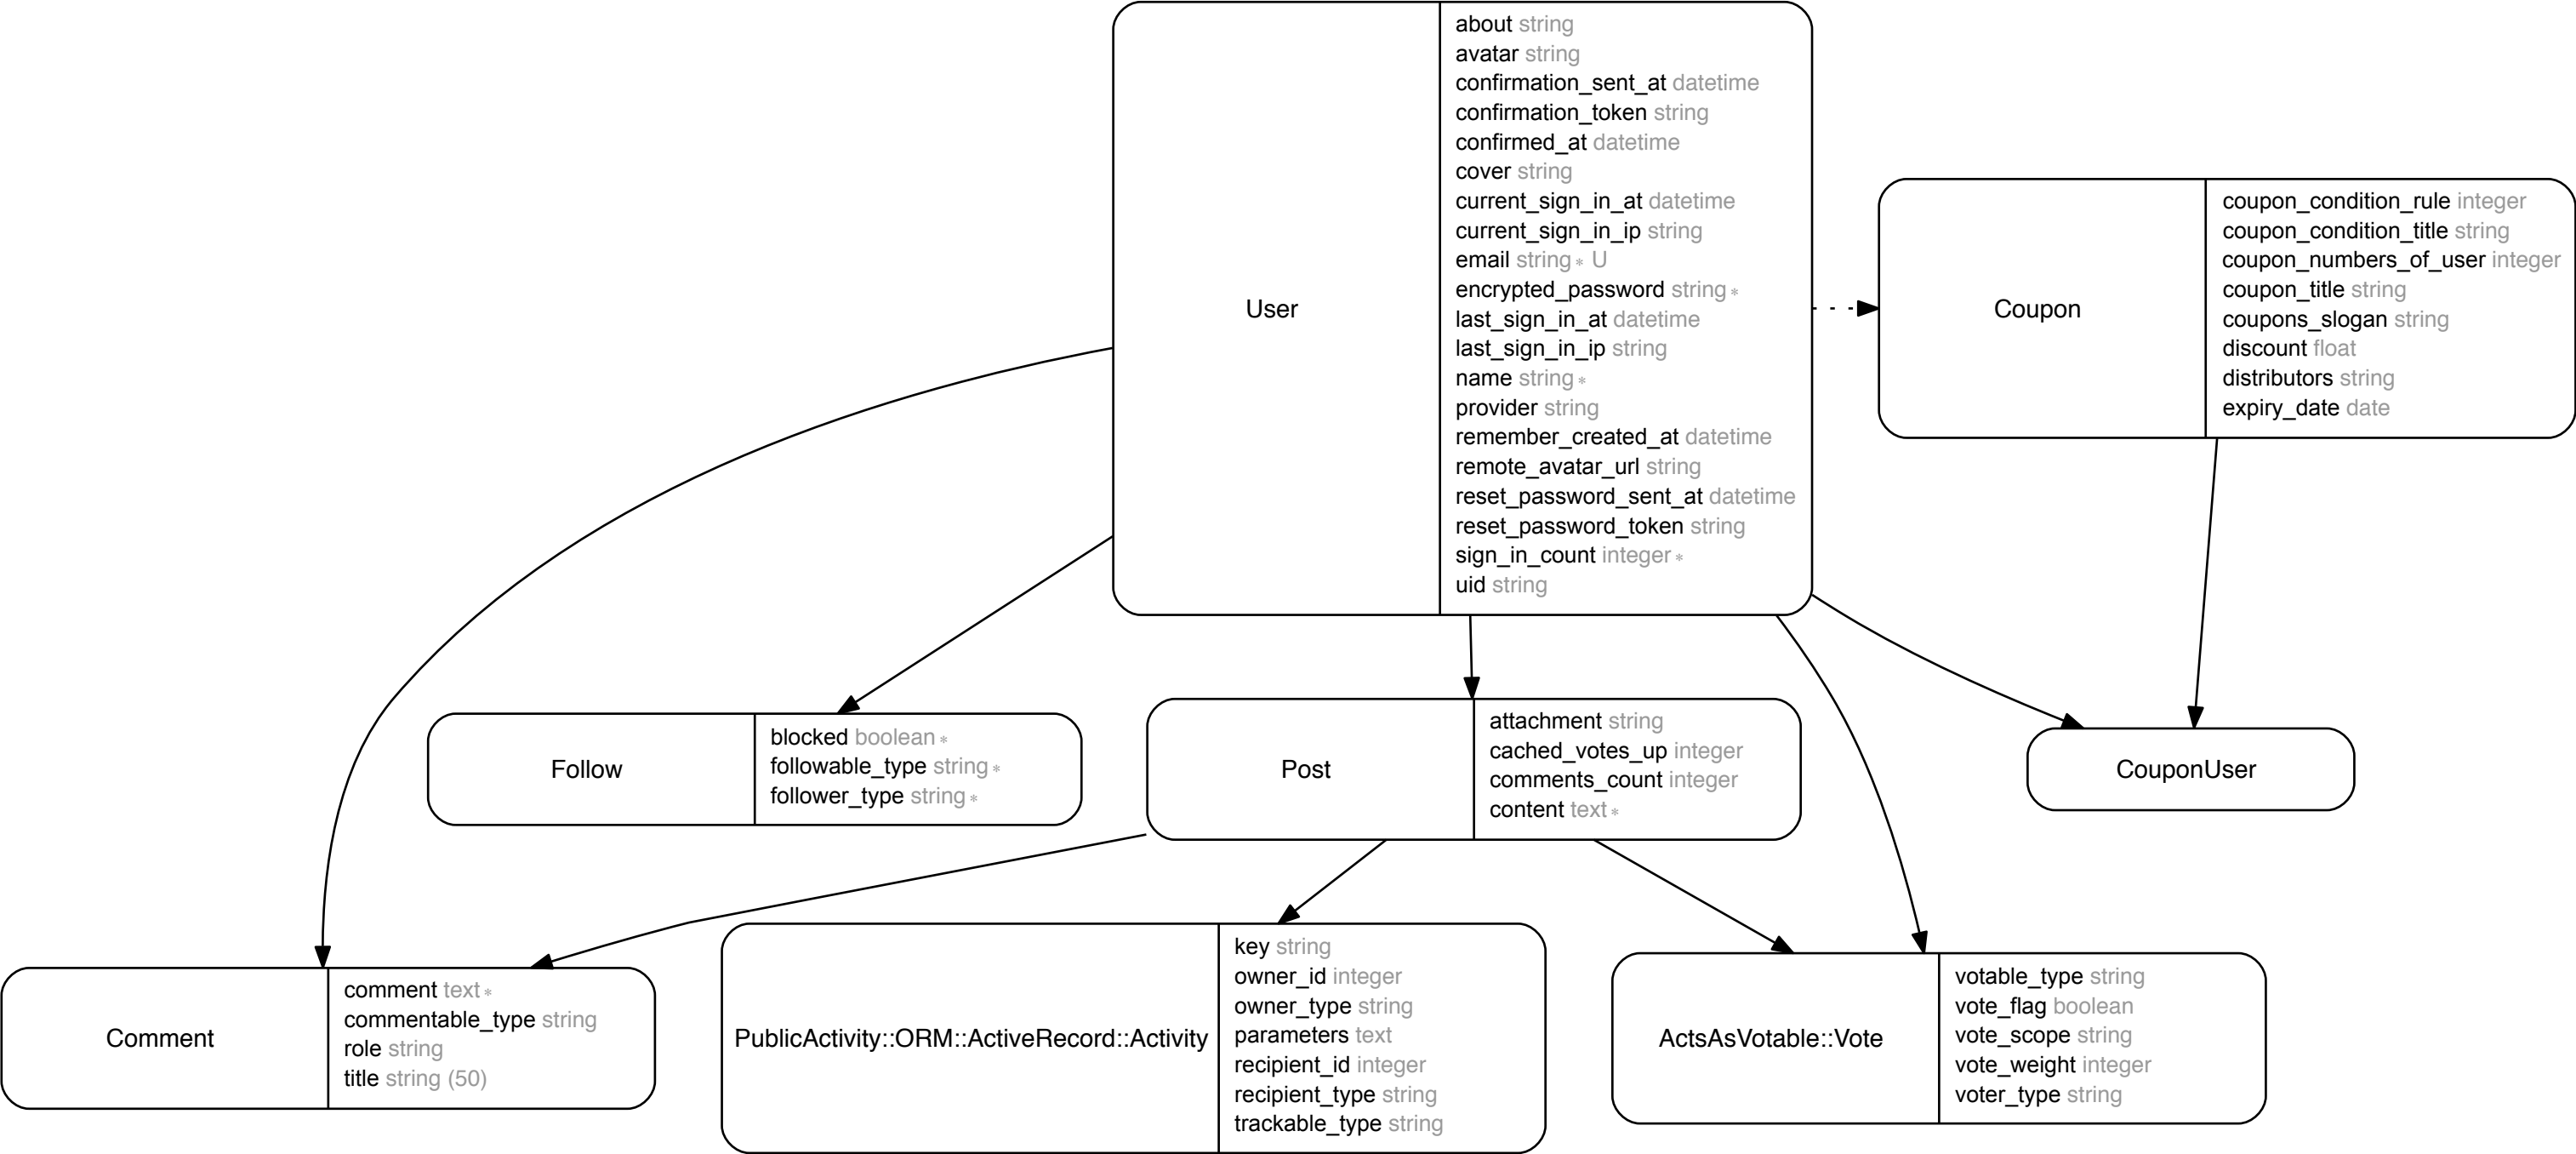 User
about string
avatar string
confirmation_sent_at datetime
confirmation_token string
confirmed_at datetime
cover string
current_sign_in_at datetime
current_sign_in_ip string
email string∗ U
encrypted_password string∗
last_sign_in_at datetime
last_sign_in_ip string
name string∗
provider string
remember_created_at datetime
remote_avatar_url string
reset_password_sent_at datetime
reset_password_token string
sign_in_count integer∗
uid string
Coupon
coupon_condition_rule integer
coupon_condition_title string
coupon_numbers_of_user integer
coupon_title string
coupons_slogan string
discount float
distributors string
expiry_date date
Follow
blocked boolean∗
followable_type string∗
follower_type string∗
Post
attachment string
cached_votes_up integer
comments_count integer
content text∗
CouponUser
Comment
comment text∗
commentable_type string
role string
title string (50)
PublicActivity::ORM::ActiveRecord::Activity
key string
owner_id integer
owner_type string
parameters text
recipient_id integer
recipient_type string
trackable_type string
ActsAsVotable::Vote
votable_type string
vote_flag boolean
vote_scope string
vote_weight integer
voter_type string